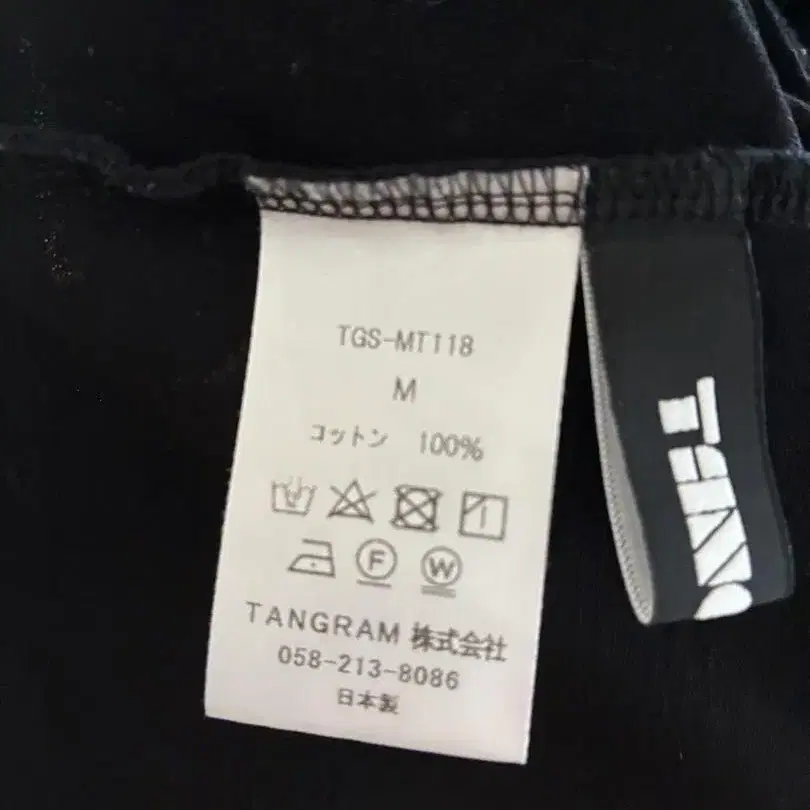 TGS-MT118
M
コットン 100%
F W
TANGRAM 株式会社
058-213-8086
日本製